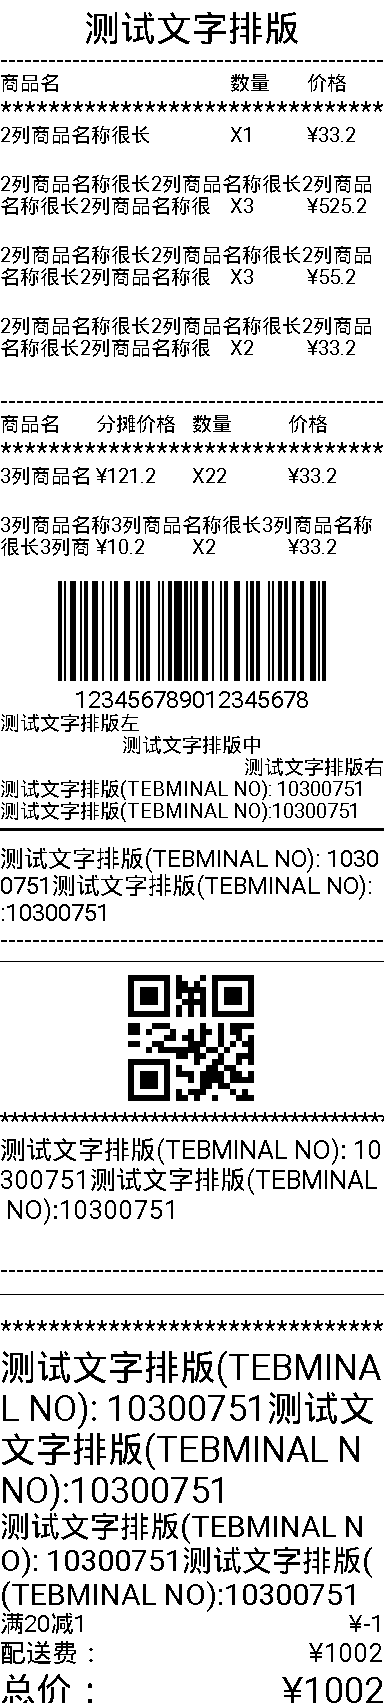 测试文字排版
------------------------------------------------
商品名 数量 价格
********************************
2列商品名称很长 X1 ¥33.2
2列商品名称很长2列商品名称很长2列商品
名称很长2列商品名称很 X3 ¥525.2
2列商品名称很长2列商品名称很长2列商品
名称很长2列商品名称很 X3 ¥55.2
2列商品名称很长2列商品名称很长2列商品
名称很长2列商品名称很 X2 ¥33.2
------------------------------------------------
商品名 分摊价格 数量 价格
********************************
3列商品名 ¥121.2 X22 ¥33.2
3列商品名称3列商品名称很长3列商品名称
很长3列商 ¥10.2 X2 ¥33.2
123456789012345678
测试文字排版左
测试文字排版中
测试文字排版右
测试文字排版(TEBMINAL NO): 10300751
测试文字排版(TEBMINAL NO):10300751
测试文字排版(TEBMINAL NO): 1030
0751测试文字排版(TEBMINAL NO):
:10300751
------------------------------------------------
****************************************
测试文字排版(TEBMINAL NO): 10
300751测试文字排版(TEBMINAL
NO):10300751
------------------------------------------------
********************************
测试文字排版(TEBMINA
L NO): 10300751测试文
文字排版(TEBMINAL N
NO):10300751
测试文字排版(TEBMINAL N
O): 10300751测试文字排版(
(TEBMINAL NO):10300751
满20减1 ¥-1
配送费： ¥1002
总价： ¥1002